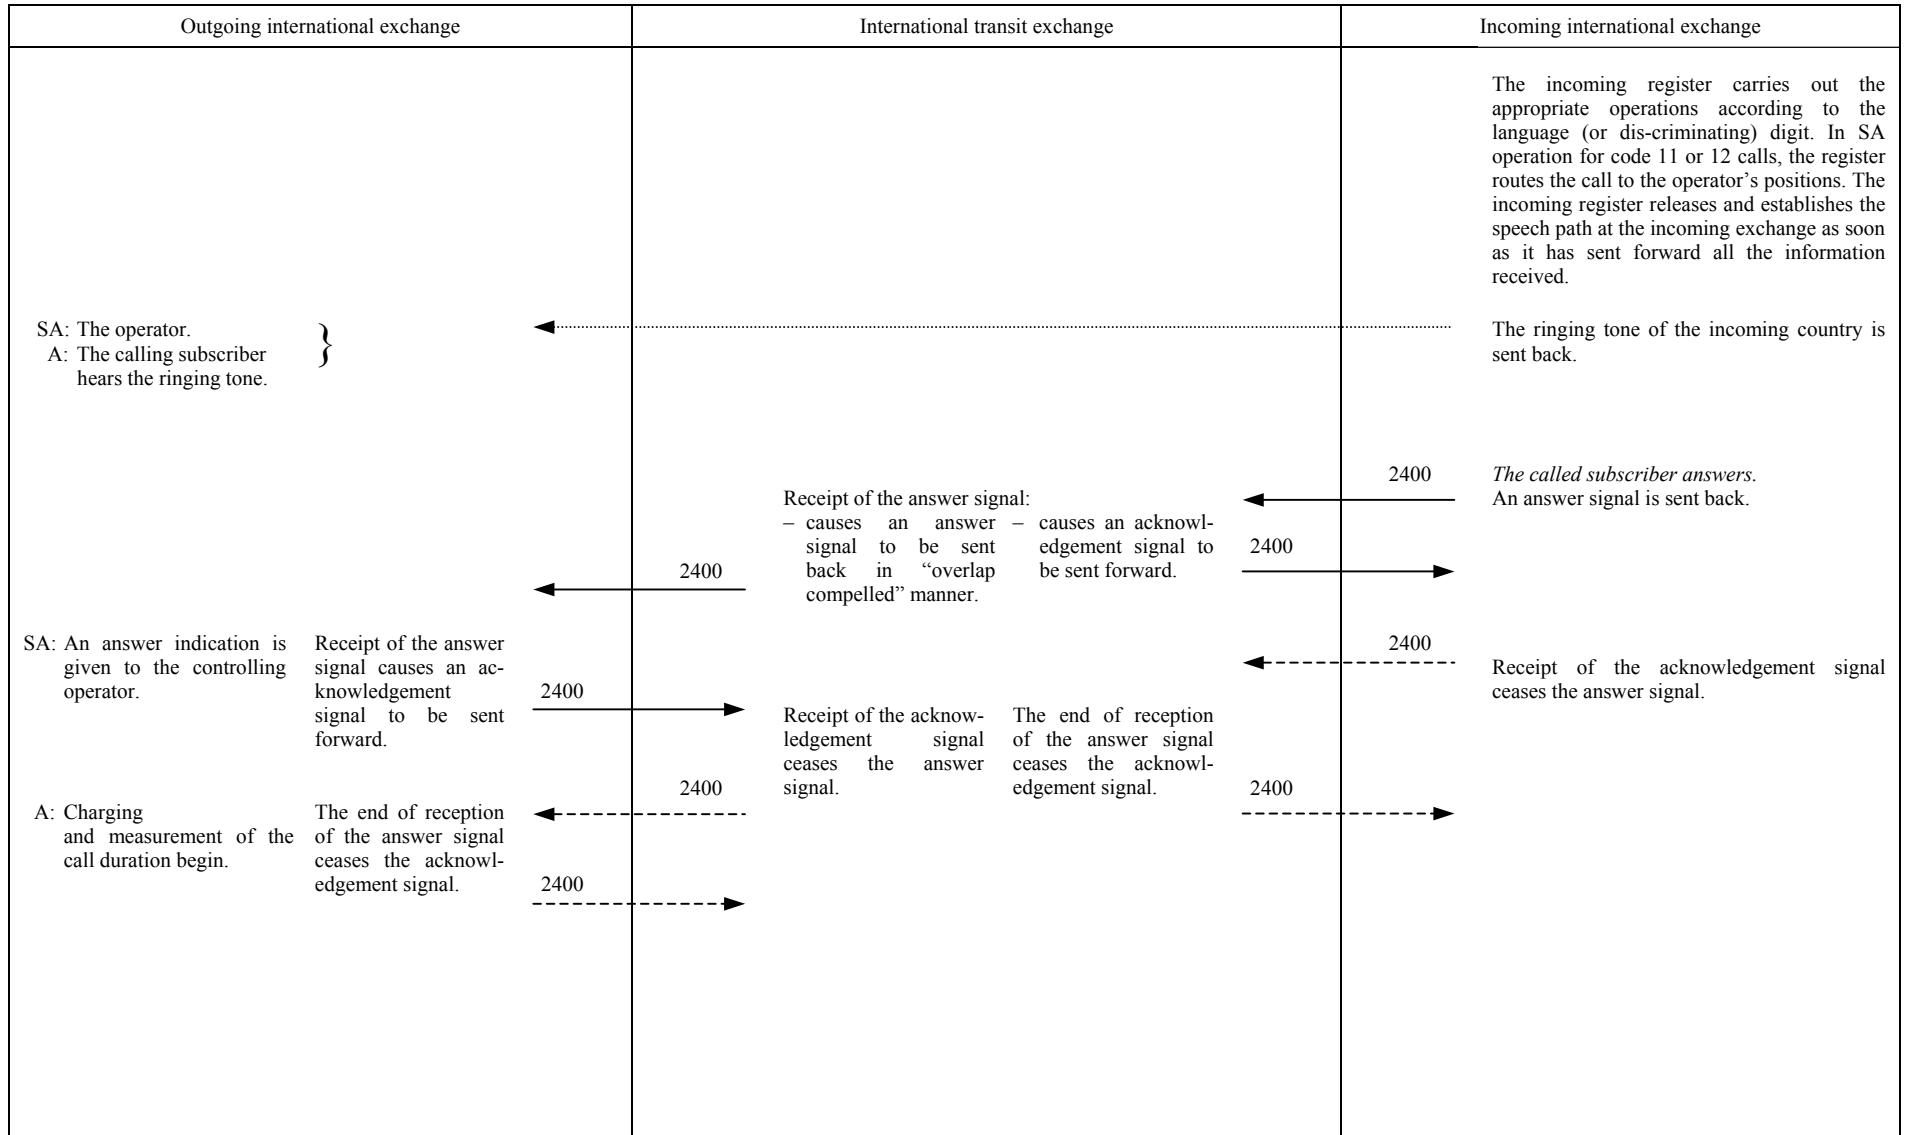 Outgoing international exchange
International transit exchange
Incoming international exchange
The incoming register carries out the
appropriate operations according to the
language (or dis-criminating) digit. In SA
operation for code 11 or 12 calls, the register
routes the call to the operator’s positions. The
incoming register releases and establishes the
speech path at the incoming exchange as soon
as it has sent forward all the information
received.
SA: The operator.
A: The calling subscriber
hears the ringing tone.
}
The ringing tone of the incoming country is
sent back.
2400
The called subscriber answers.
An answer signal is sent back.
Receipt of the answer signal:
– causes an answer
signal to be sent
back in “overlap
compelled” manner.
– causes an acknowl-
edgement signal to
be sent forward.
2400
2400
SA: An answer indication is
given to the controlling
operator.
Receipt of the answer
signal causes an ac-
knowledgement
signal to be sent
forward.
2400
2400
Receipt of the acknowledgement signal
ceases the answer signal.
Receipt of the acknow-
ledgement signal
ceases the answer
signal.
The end of reception
of the answer signal
ceases the acknowl-
edgement signal.
2400
2400
A: Charging
and measurement of the
call duration begin.
The end of reception
of the answer signal
ceases the acknowl-
edgement signal.
2400